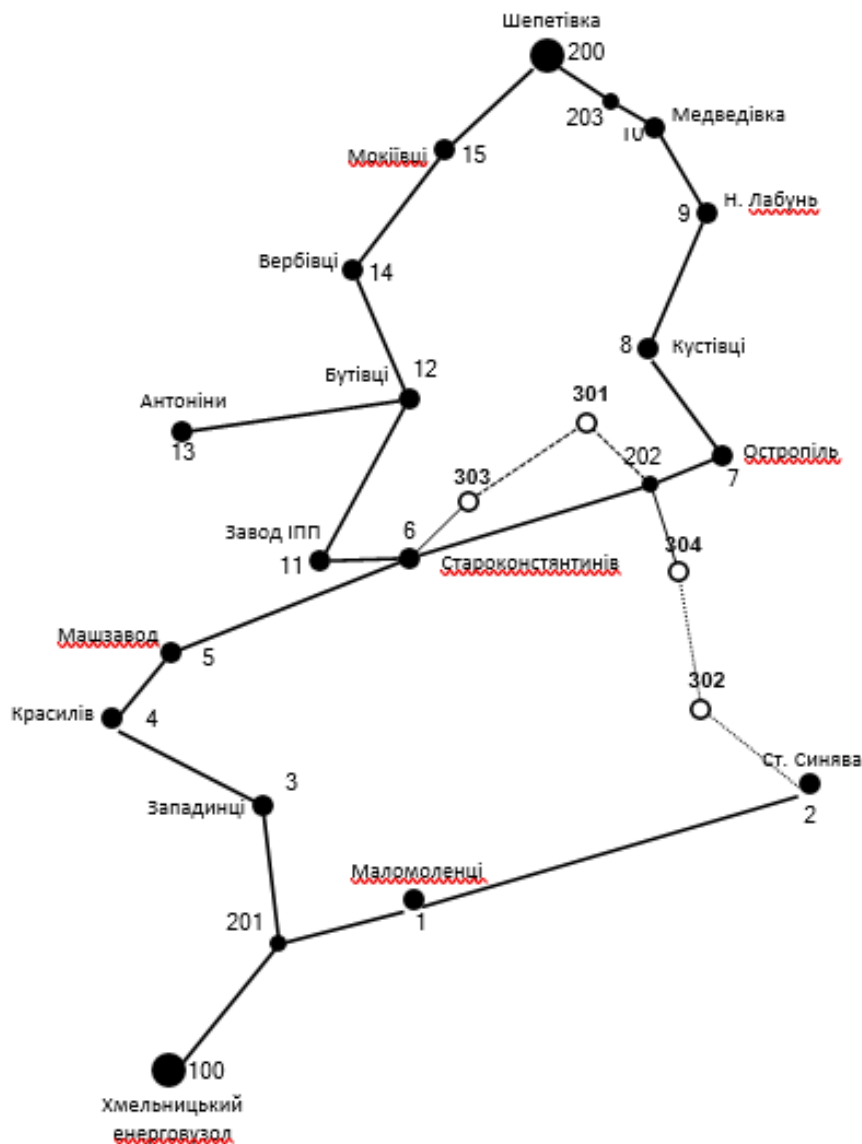 Шепетівка
200
203
Медведівка
10
Мокіївці
15
Н. Лабунь
9
Вербівці
14
8
Кустівці
Бутівці
12
Антоніни
13
301
303
202
Остропіль
7
Завод ІПП
11
6
Староконстянтинів
304
Машзавод
5
302
Красилів
4
Ст. Синява
2
3
Западинці
Маломоленці
1
201
100
Хмельницький
енерговузол